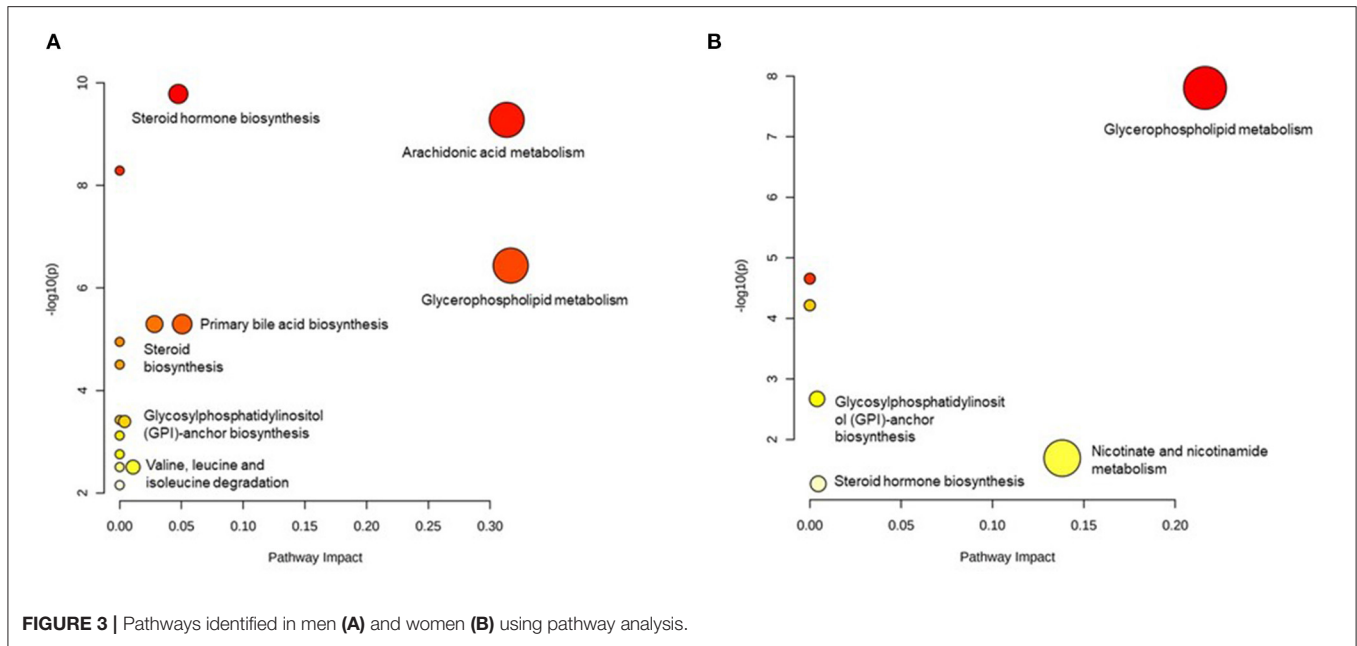 A
B
10
8
6
4
2
-log10(p)
Steroid hormone biosynthesis
Arachidonic acid metabolism
Glycerophospholipid metabolism
Primary bile acid biosynthesis
Steroid
biosynthesis
Glycosylphosphatidylinositol
(GPI)-anchor biosynthesis
Valine, leucine and
isoleucine degradation
0.00 0.05 0.10 0.15 0.20 0.25 0.30
Pathway Impact
8
7
6
5
4
3
2
-log10(p)
Glycerophospholipid metabolism
Glycosylphosphatidylinosit
ol (GPI)-anchor
biosynthesis
Nicotinate and nicotinamide
metabolism
Steroid hormone biosynthesis
0.00 0.05 0.10 0.15 0.20
Pathway Impact
FIGURE 3 | Pathways identified in men (A) and women (B) using pathway analysis.